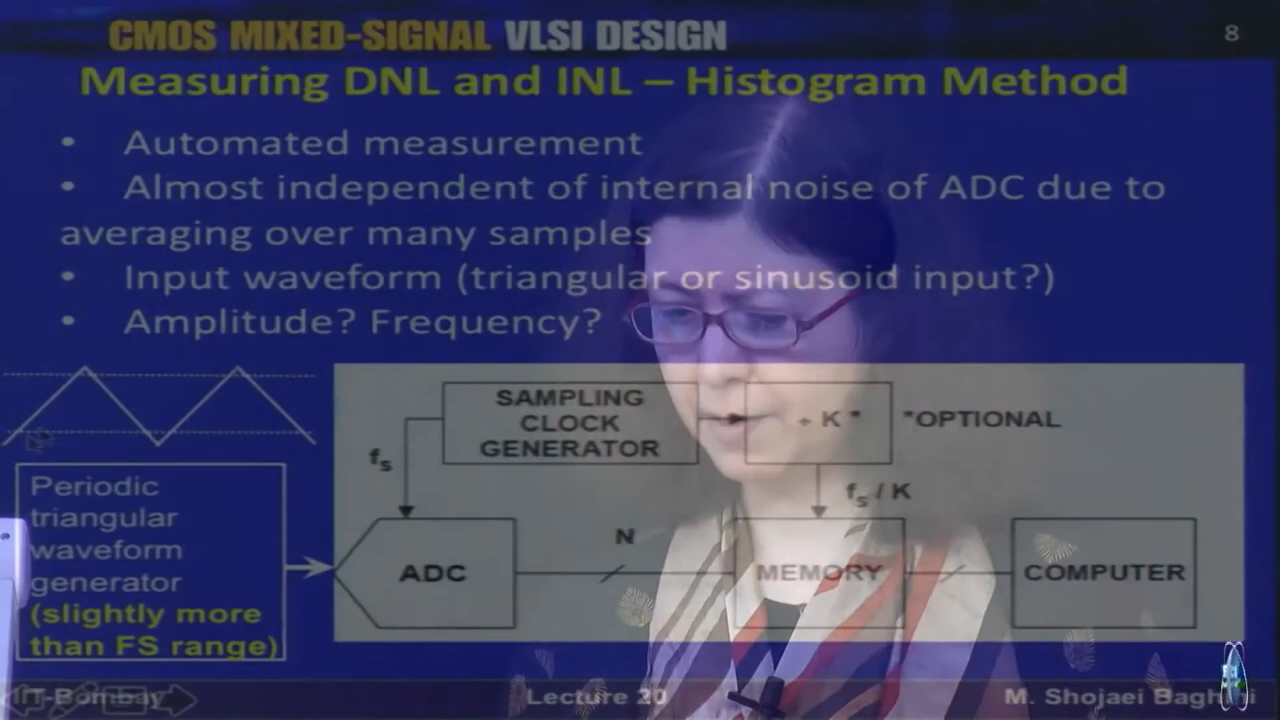 CMOS MIXED-SIGNAL VLSI DESIGN
8
Measuring DNL and INL – Histogram Method
• Automated measurement
• Almost independent of internal noise of ADC due to
averaging over many samples
• Input waveform (triangular or sinusoid input?)
• Amplitude? Frequency?
SAMPLING
CLOCK
GENERATOR
÷ K *
*OPTIONAL
fs
fs / K
Periodic
triangular
waveform
generator
(slightly more
than FS range)
ADC
N
MEMORY
COMPUTER
IIT-Bombay
Lecture 20
M. Shojaei Baghini